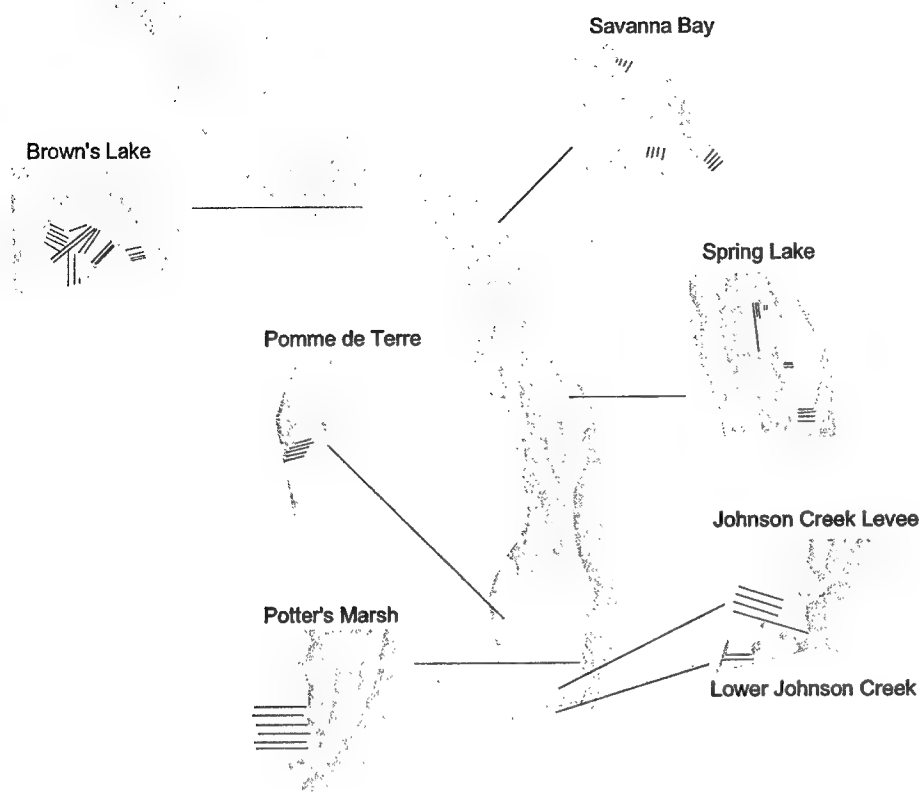 Savanna Bay
Brown's Lake
Spring Lake
Pomme de Terre
Johnson Creek Levee
Potter's Marsh
Lower Johnson Creek